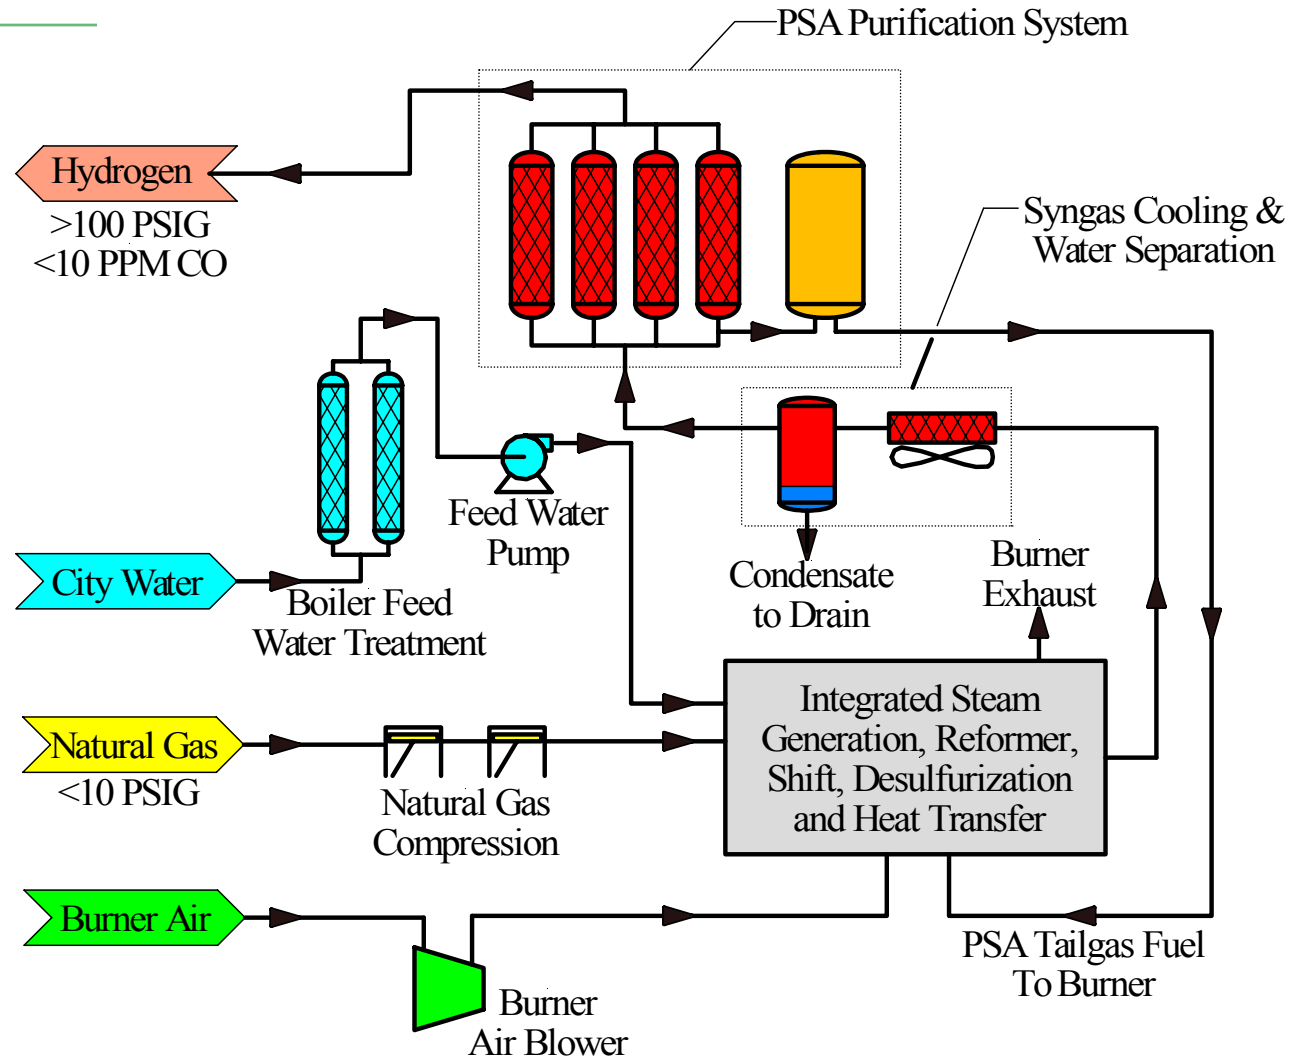 PSA Purification System
Hydrogen
>100 PSIG
<10 PPM CO
Syngas Cooling &
Water Separation
Feed Water
Pump
City Water
Boiler Feed
Water Treatment
Condensate
to Drain
Burner
Exhaust
Natural Gas
<10 PSIG
Natural Gas
Compression
Integrated Steam
Generation, Reformer,
Shift, Desulfurization
and Heat Transfer
Burner Air
Burner
Air Blower
PSA Tailgas Fuel
To Burner